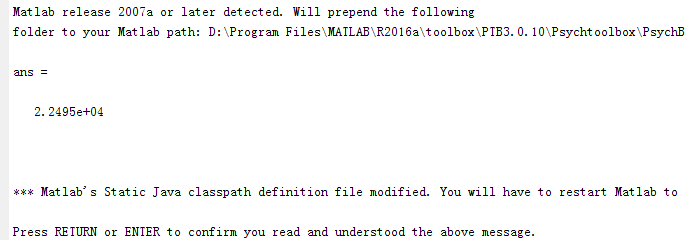 Matlab release 2007a or later detected. Will prepend the following
folder to your Matlab path: D:\Program Files\MATLAB\R2016a\toolbox\PTB3.0.10\Psychtoolbox\PsychB
ans =
2.2495e+04
*** Matlab's Static Java classpath definition file modified. You will have to restart Matlab to
Press RETURN or ENTER to confirm you read and understood the above message.